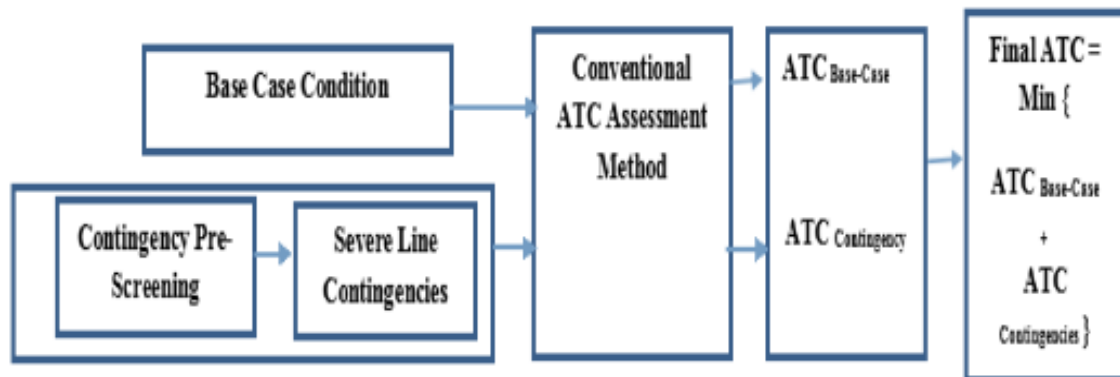 Base Case Condition
Contingency Pre-
Screening
Severe Line
Contingencies
Conventional
ATC Assessment
Method
ATC Base-Case
ATC Contingency
Final ATC =
Min {
ATC Base-Case
+
ATC
Contingencies }